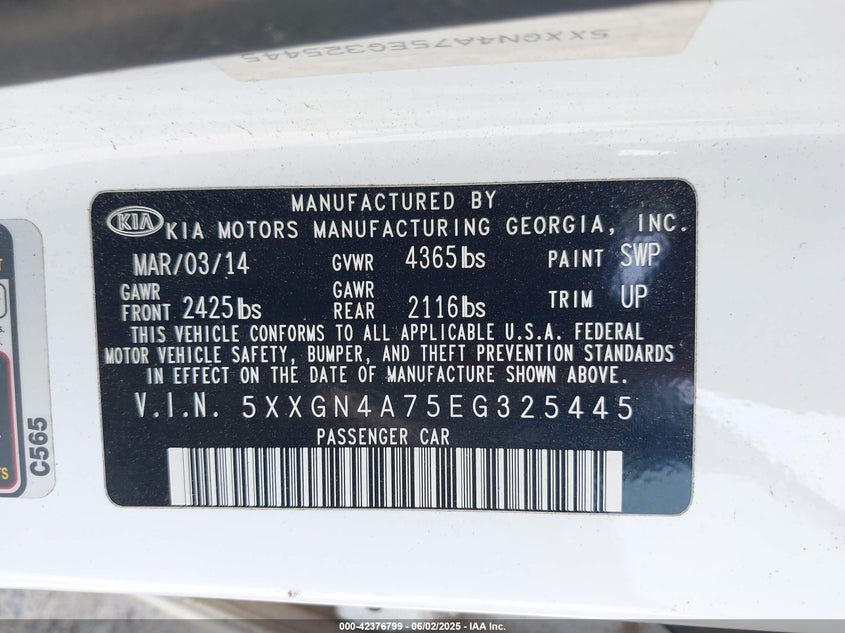 5XXGN4A75EG325445
MANUFACTURED BY
KIA KIA MOTORS MANUFACTURING GEORGIA, INC.
MAR/03/14 GVWR 4365lbs PAINT SWP
GAWR FRONT 2425lbs GAWR REAR 2116lbs TRIM UP
THIS VEHICLE CONFORMS TO ALL APPLICABLE U.S.A. FEDERAL
MOTOR VEHICLE SAFETY, BUMPER, AND THEFT PREVENTION STANDARDS
IN EFFECT ON THE DATE OF MANUFACTURE SHOWN ABOVE.
V.I.N. 5XXGN4A75EG325445
PASSENGER CAR
C565
000-42376799 - 06/02/2025 - IAA Inc.